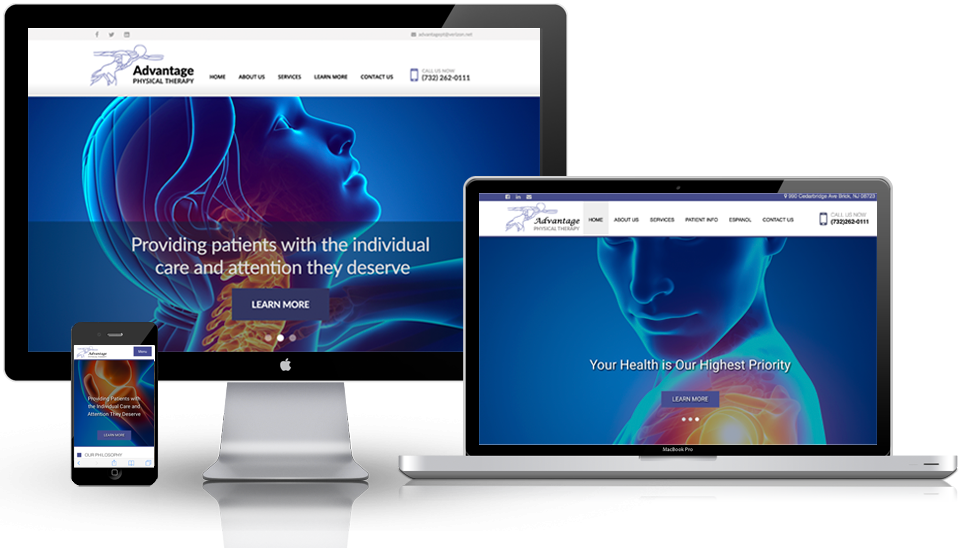 advantagept@verizon.net
Advantage
PHYSICAL THERAPY
HOME ABOUT US SERVICES LEARN MORE CONTACT US
CALL US NOW
(732) 262-0111
Providing patients with the individual
care and attention they deserve
LEARN MORE
990 Cedarbridge Ave Brick, NJ 08723
Advantage
PHYSICAL THERAPY
HOME ABOUT US SERVICES PATIENT INFO ESPANOL CONTACT US
CALL US NOW
(732)262-0111
Your Health is Our Highest Priority
LEARN MORE
MacBook Pro
Advantage
PHYSICAL THERAPY
Menu
Providing Patients with
the Individual Care and
Attention They Deserve
LEARN MORE
OUR PHILOSOPHY